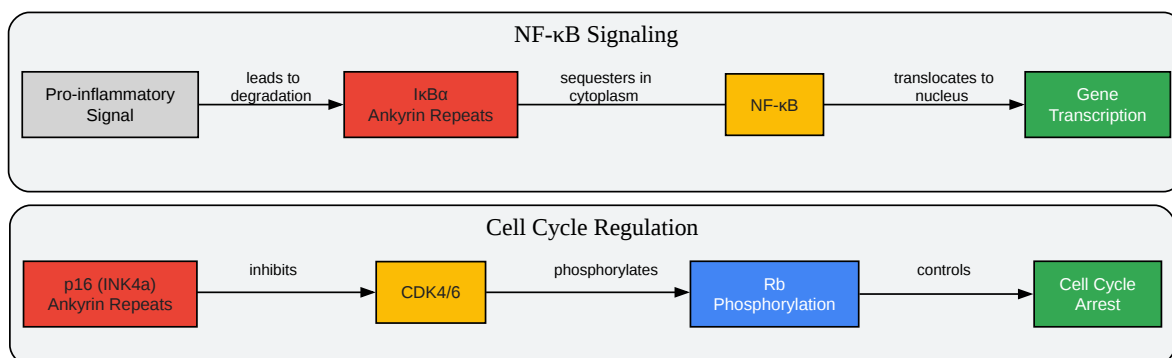 NF-κB Signaling
Pro-inflammatory
Signal
leads to
degradation
IκBα
Ankyrin Repeats
sequesters in
cytoplasm
NF-κB
translocates to
nucleus
Gene
Transcription
Cell Cycle Regulation
p16 (INK4a)
Ankyrin Repeats
inhibits
CDK4/6
phosphorylates
Rb
Phosphorylation
controls
Cell Cycle
Arrest